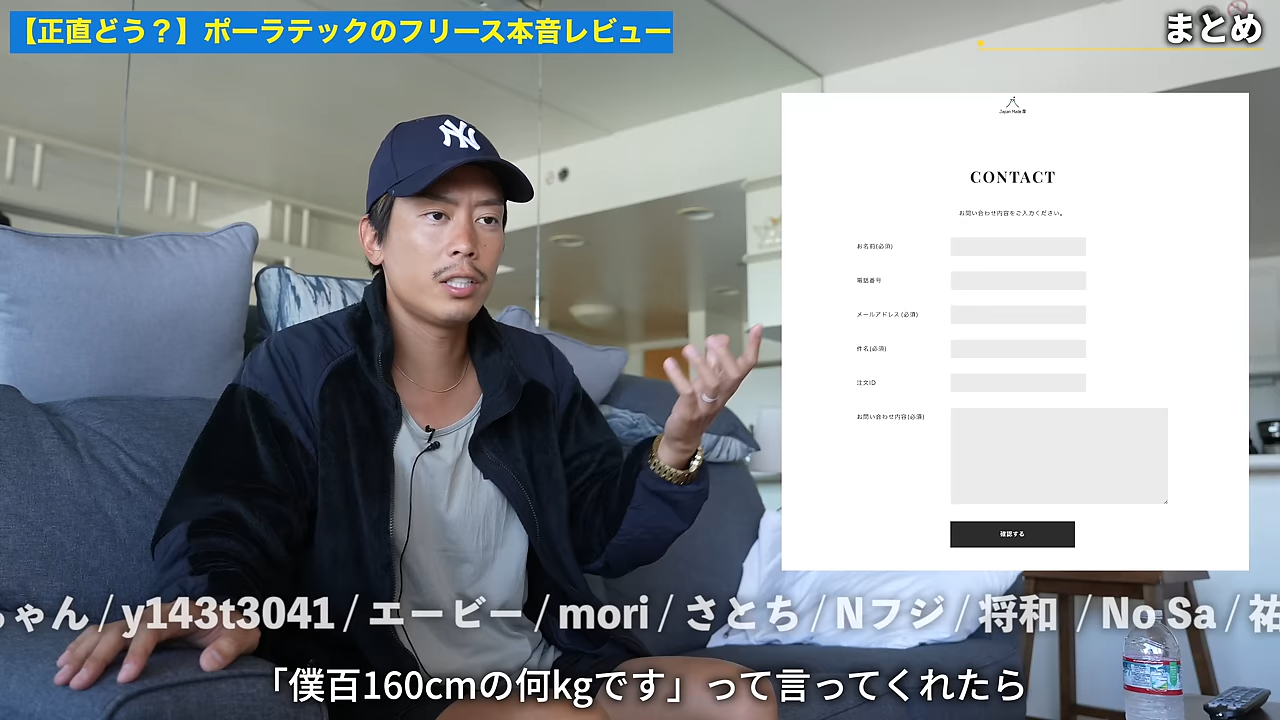 【正直どう？】ポーラテックのフリース本音レビュー
まとめ
Japan Made 革
CONTACT
お問い合わせ内容をご入力ください。
お名前(必須)
電話番号
メールアドレス(必須)
件名(必須)
注文ID
お問い合わせ内容(必須)
確認する
NY
ゃん / y143t3041 / エービー / mori / さとち / Nフジ / 将和 / No Sa / 祐
「僕百160cmの何kgです」って言ってくれたら